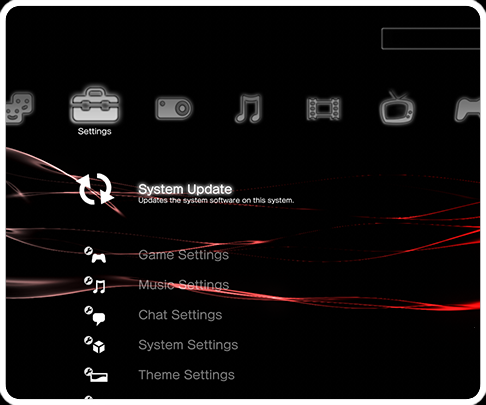 Settings
System Update
Updates the system software on this system.
Game Settings
Music Settings
Chat Settings
System Settings
Theme Settings